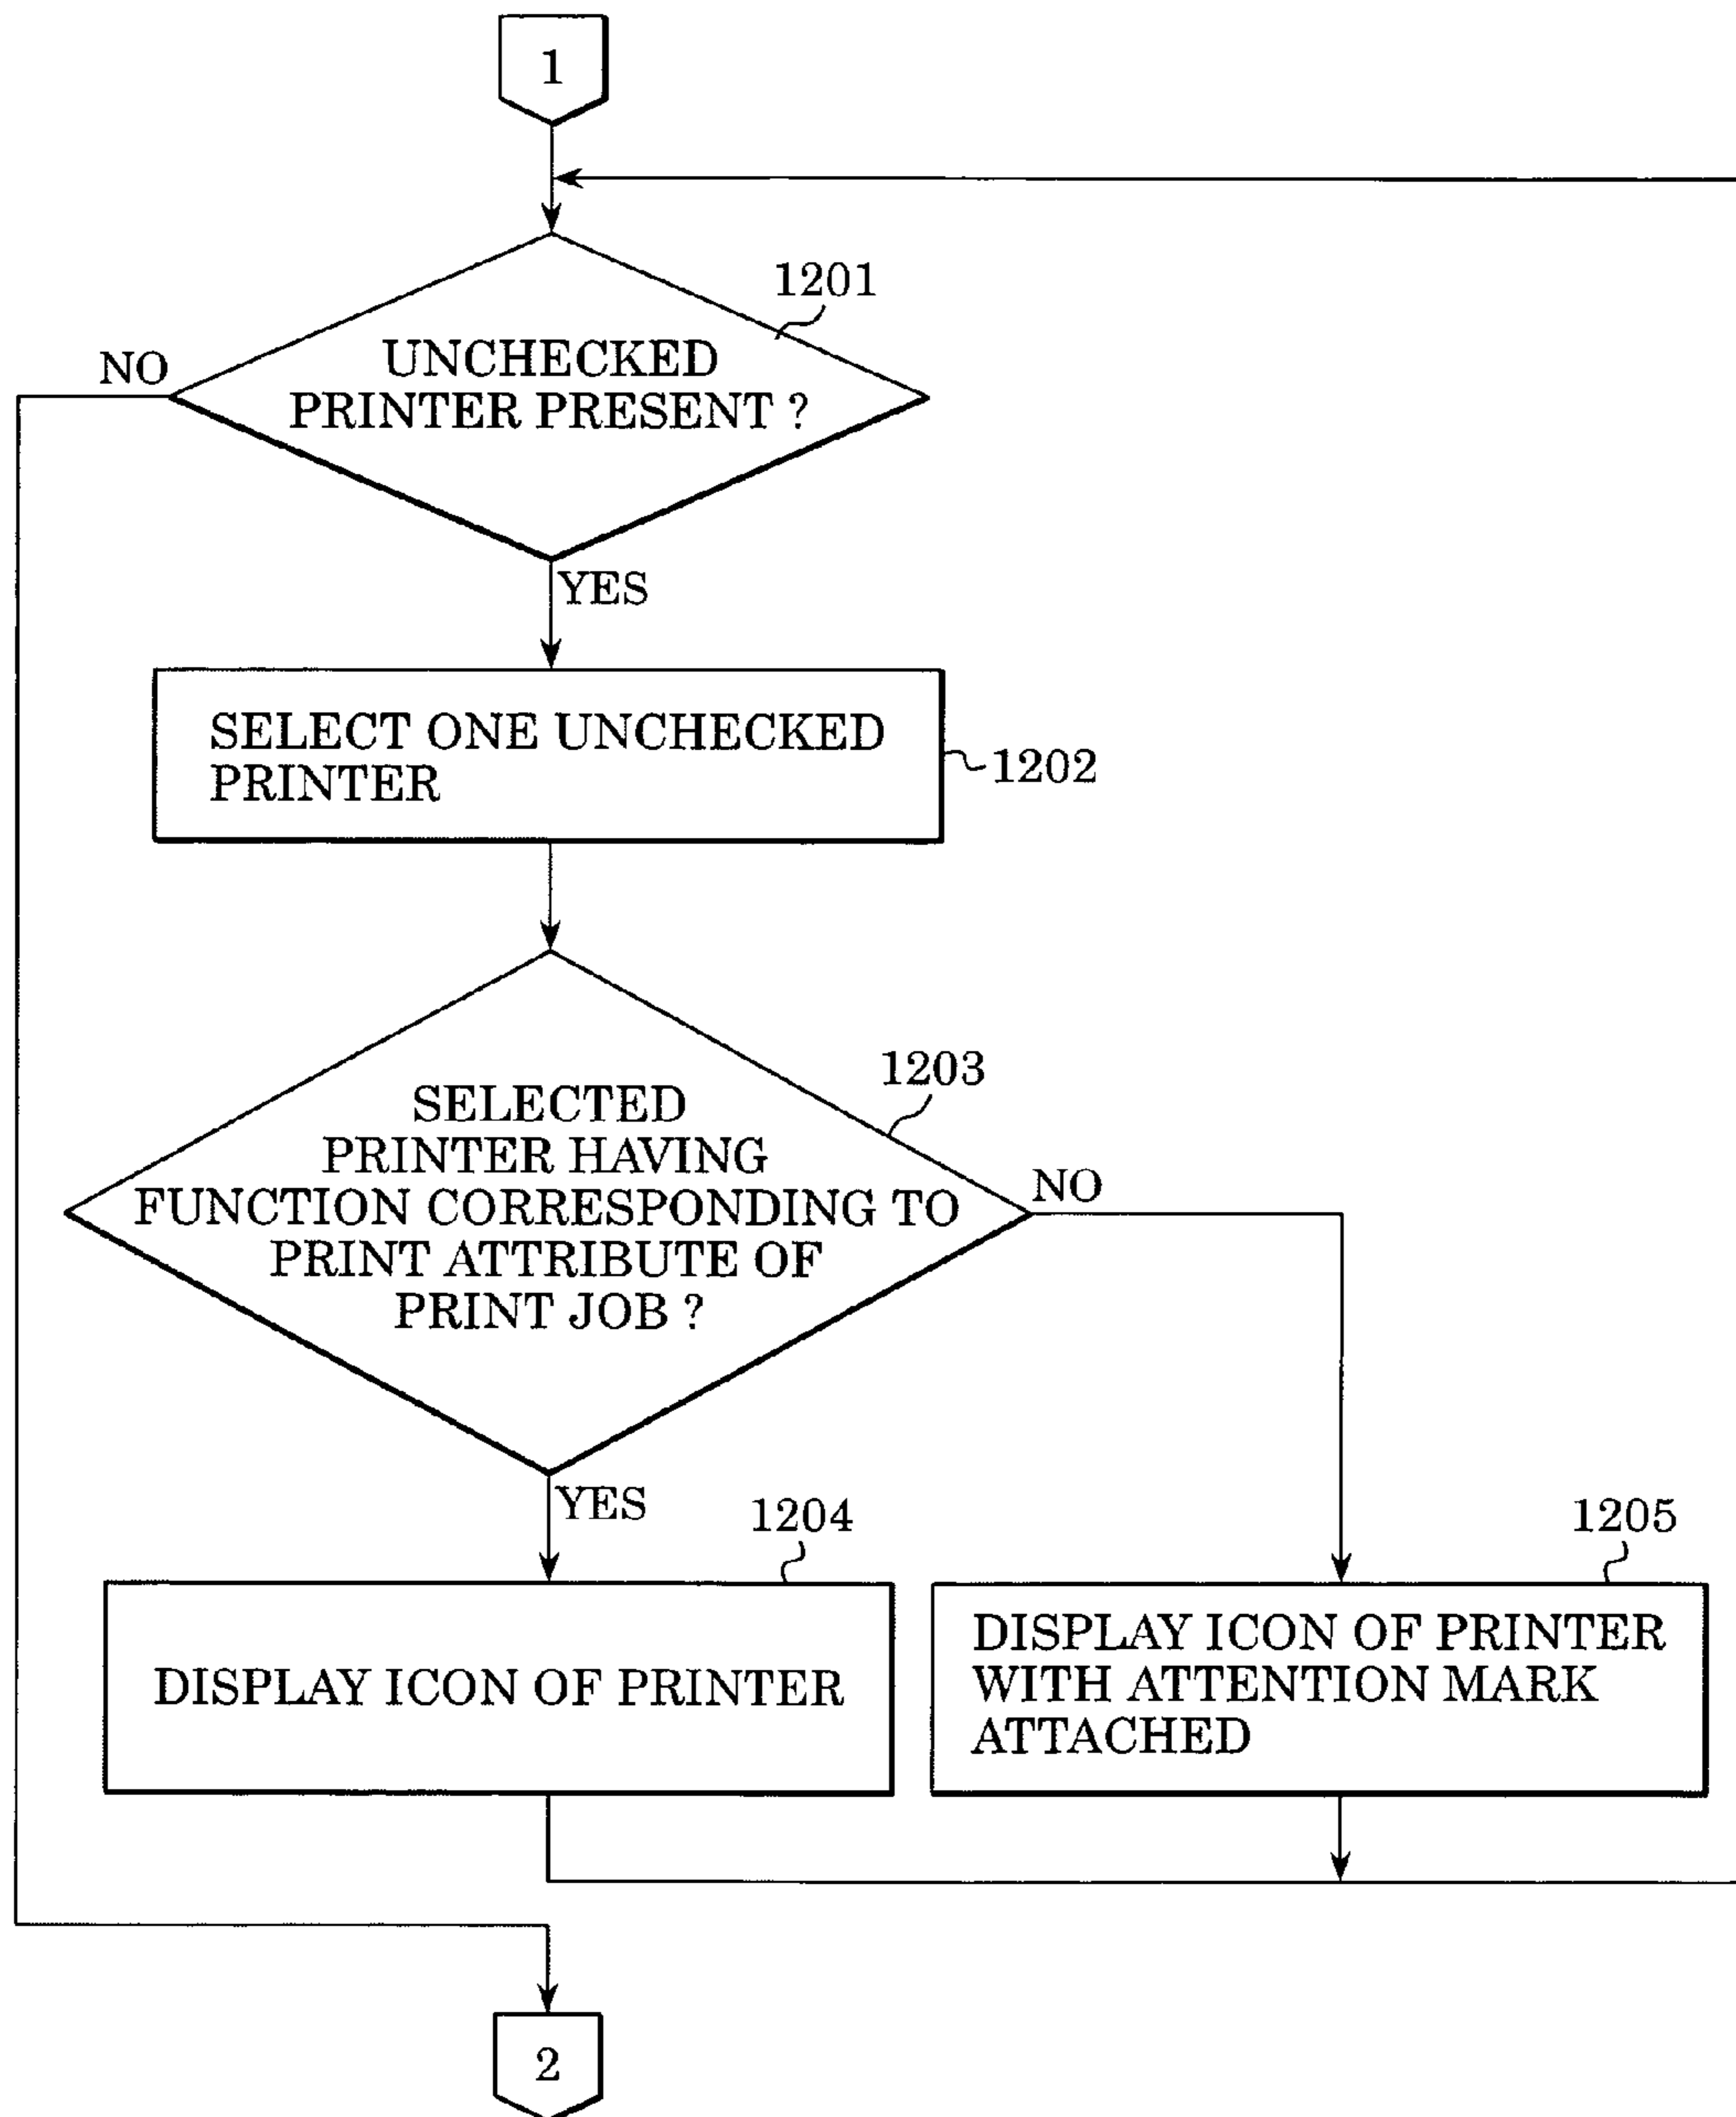 1
1201
UNCHECKED
PRINTER PRESENT ?
NO
YES
SELECT ONE UNCHECKED
PRINTER
1202
1203
SELECTED
PRINTER HAVING
FUNCTION CORRESPONDING TO
PRINT ATTRIBUTE OF
PRINT JOB ?
NO
YES
1204
DISPLAY ICON OF PRINTER
1205
DISPLAY ICON OF PRINTER
WITH ATTENTION MARK
ATTACHED
2